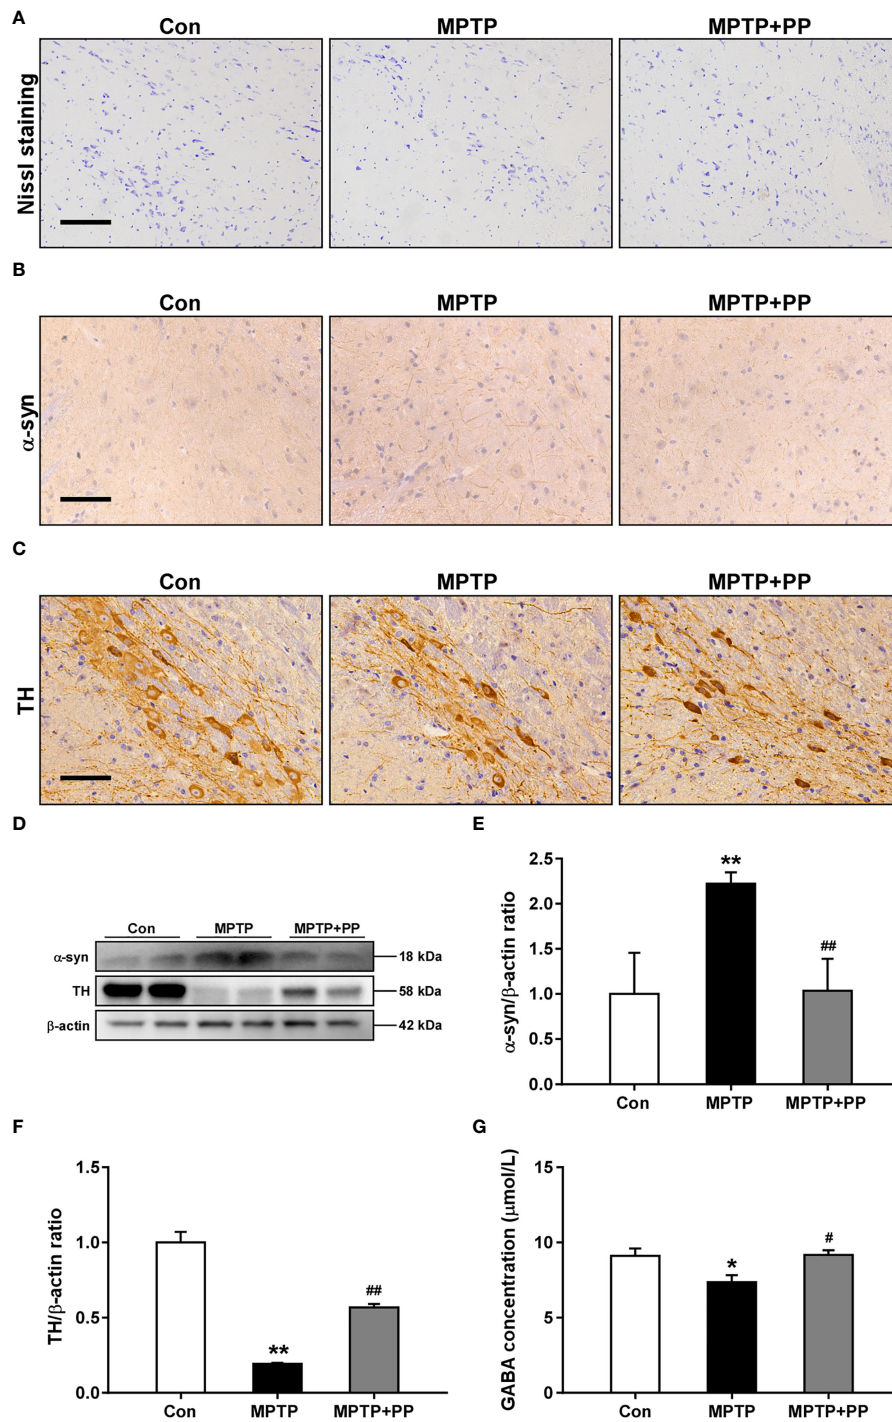 A
Con MPTP MPTP+PP
Nissl staining
B
Con MPTP MPTP+PP
α-syn
C
Con MPTP MPTP+PP
TH
D
Con MPTP MPTP+PP
α-syn 18 kDa
TH 58 kDa
β-actin 42 kDa
E
α-syn/β-actin ratio
2.5
2.0
1.5
1.0
0.5
0.0
**
##
Con MPTP MPTP+PP
F
TH/β-actin ratio
1.5
1.0
0.5
0.0
**
##
Con MPTP MPTP+PP
G
GABA concentration (μmol/L)
15
10
5
0
*
#
Con MPTP MPTP+PP